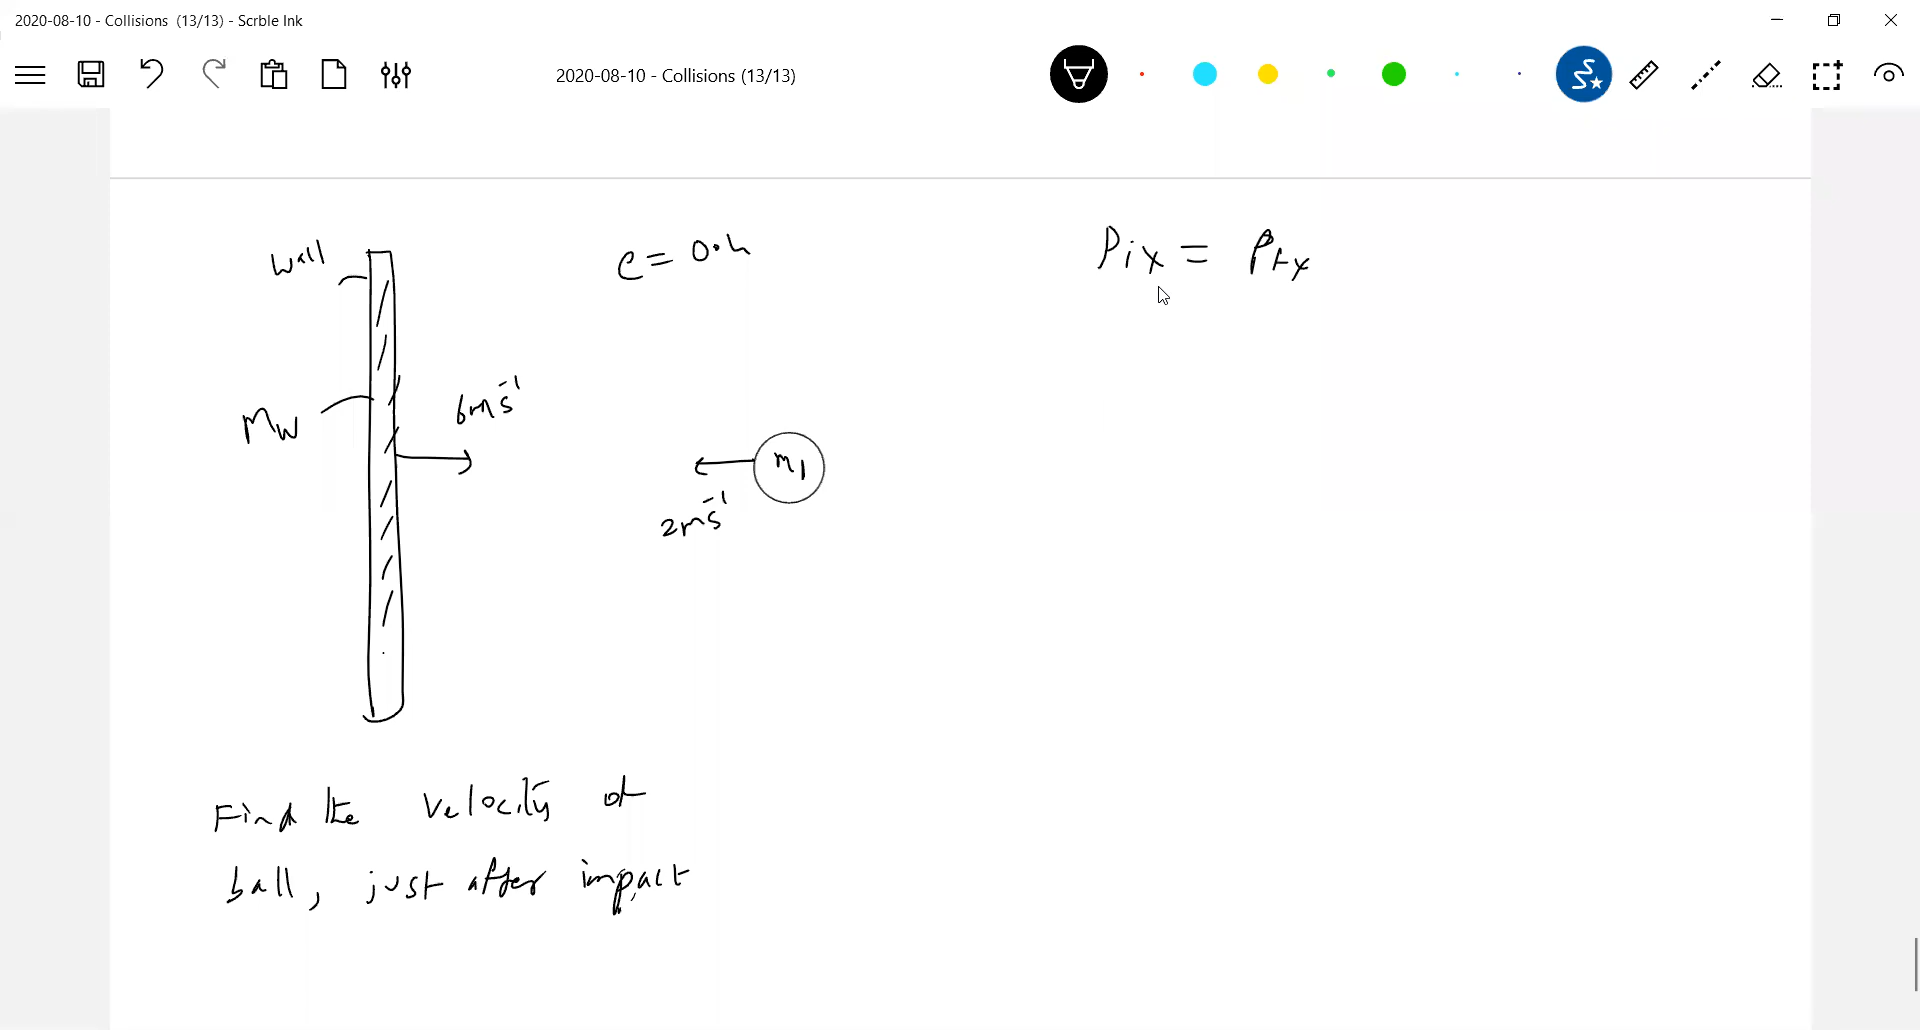 2020-08-10 - Collisions (13/13) - Scrble Ink
2020-08-10 - Collisions (13/13)
wall
e = 0.4
Pix = Pfx
6ms⁻¹
Mw
m1
2ms⁻¹
Find the velocity of
ball, just after impact